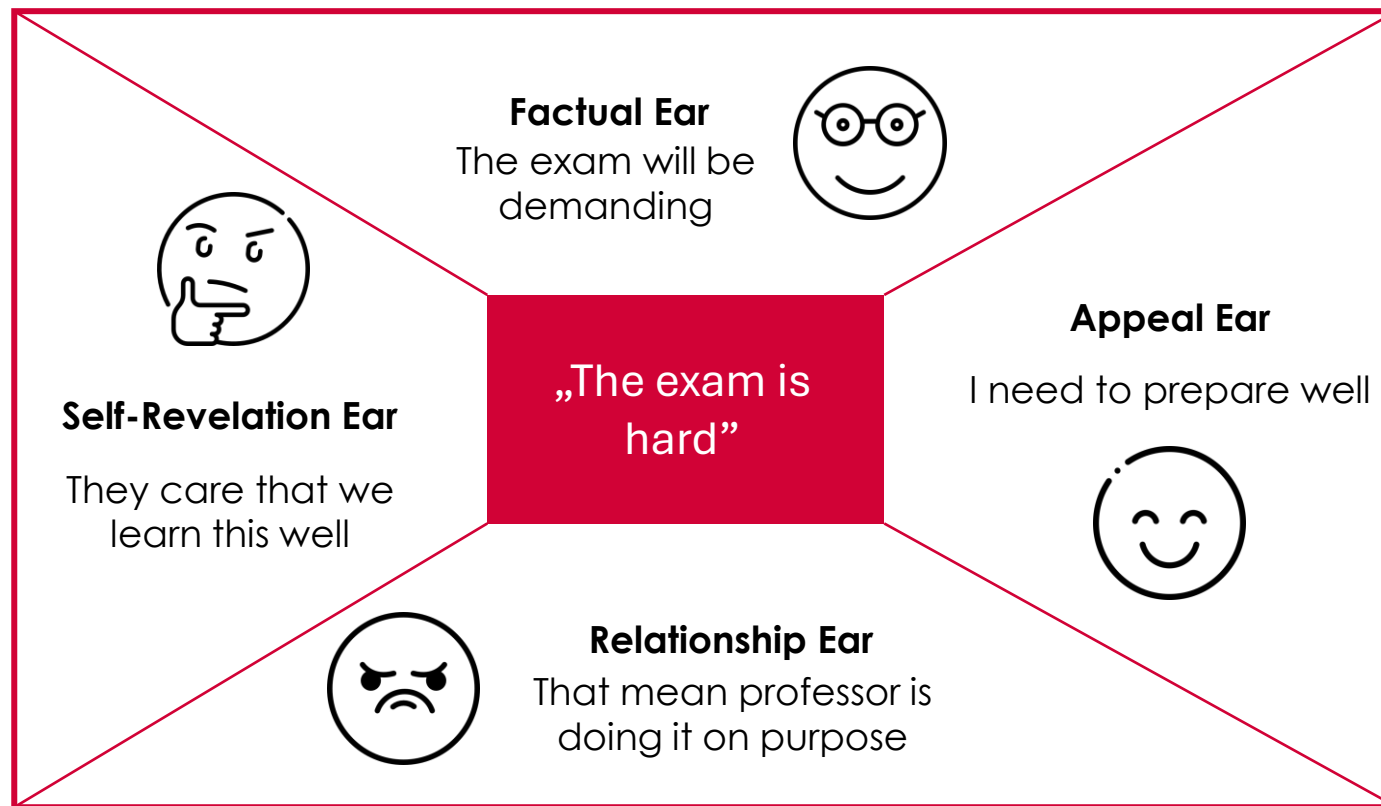 Factual Ear
The exam will be
demanding
Self-Revelation Ear
They care that we
learn this well
„The exam is
hard”
Appeal Ear
I need to prepare well
Relationship Ear
That mean professor is
doing it on purpose